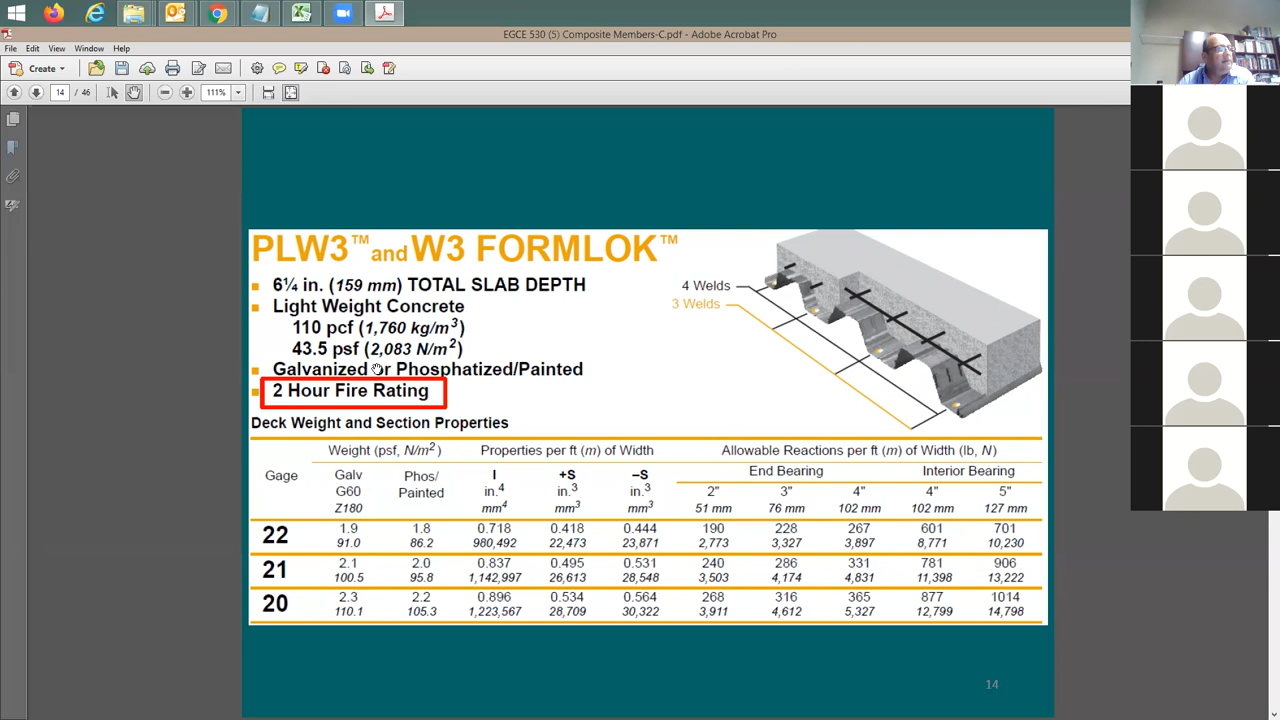 EGCE 530 (5) Composite Members-C.pdf - Adobe Acrobat Pro
File Edit View Window Help
Create
14 / 46 111%
PLW3™ and W3 FORMLOK™
6¼ in. (159 mm) TOTAL SLAB DEPTH
Light Weight Concrete
110 pcf (1,760 kg/m³)
43.5 psf (2,083 N/m²)
Galvanized or Phosphatized/Painted
2 Hour Fire Rating
4 Welds
3 Welds
Deck Weight and Section Properties
Weight (psf, N/m²) Properties per ft (m) of Width Allowable Reactions per ft (m) of Width (lb, N)
Gage Galv Phos/ I +S –S End Bearing Interior Bearing
G60 Painted in.⁴ in.³ in.³ 2" 3" 4" 4" 5"
Z180 mm⁴ mm³ mm³ 51 mm 76 mm 102 mm 102 mm 127 mm
22 1.9 1.8 0.718 0.418 0.444 190 228 267 601 701
91.0 86.2 980,492 22,473 23,871 2,773 3,327 3,897 8,771 10,230
21 2.1 2.0 0.837 0.495 0.531 240 286 331 781 906
100.5 95.8 1,142,997 26,613 28,548 3,503 4,174 4,831 11,398 13,222
20 2.3 2.2 0.896 0.534 0.564 268 316 365 877 1014
110.1 105.3 1,223,567 28,709 30,322 3,911 4,612 5,327 12,799 14,798
14